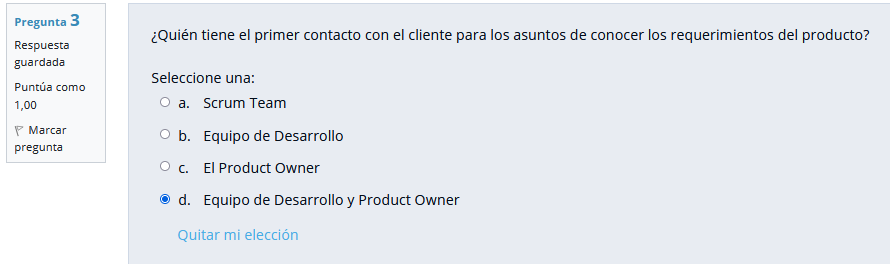 Pregunta 3
Respuesta
guardada
Puntúa como
1,00
Marcar
pregunta
¿Quién tiene el primer contacto con el cliente para los asuntos de conocer los requerimientos del producto?
Seleccione una:
a. Scrum Team
b. Equipo de Desarrollo
c. El Product Owner
d. Equipo de Desarrollo y Product Owner
Quitar mi elección